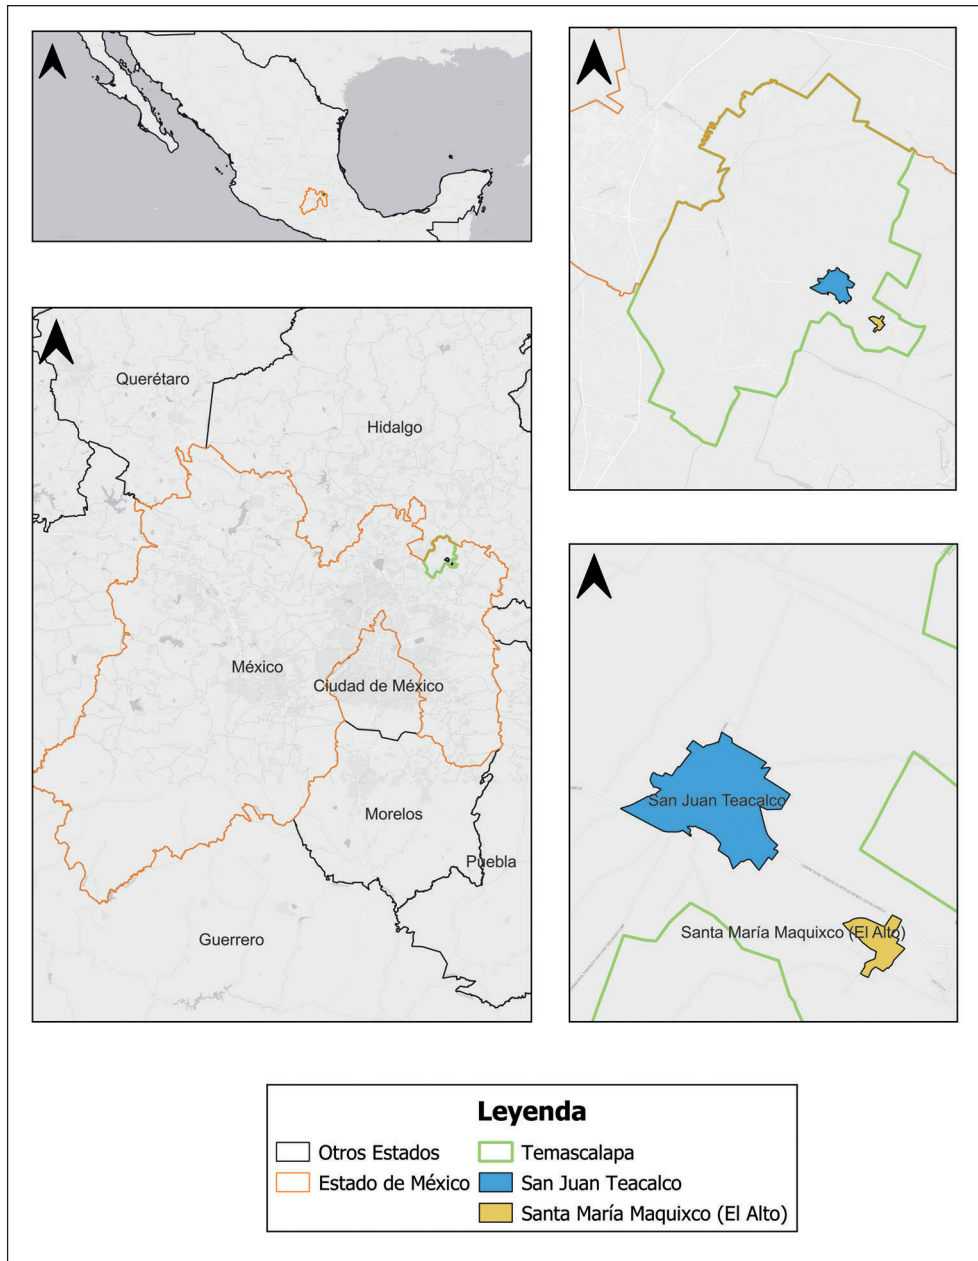 Querétaro
Hidalgo
México
Ciudad de México
Morelos
Puebla
Guerrero
San Juan Teacalco
Santa María Maquixco (El Alto)
Leyenda
Otros Estados
Estado de México
Temascalapa
San Juan Teacalco
Santa María Maquixco (El Alto)